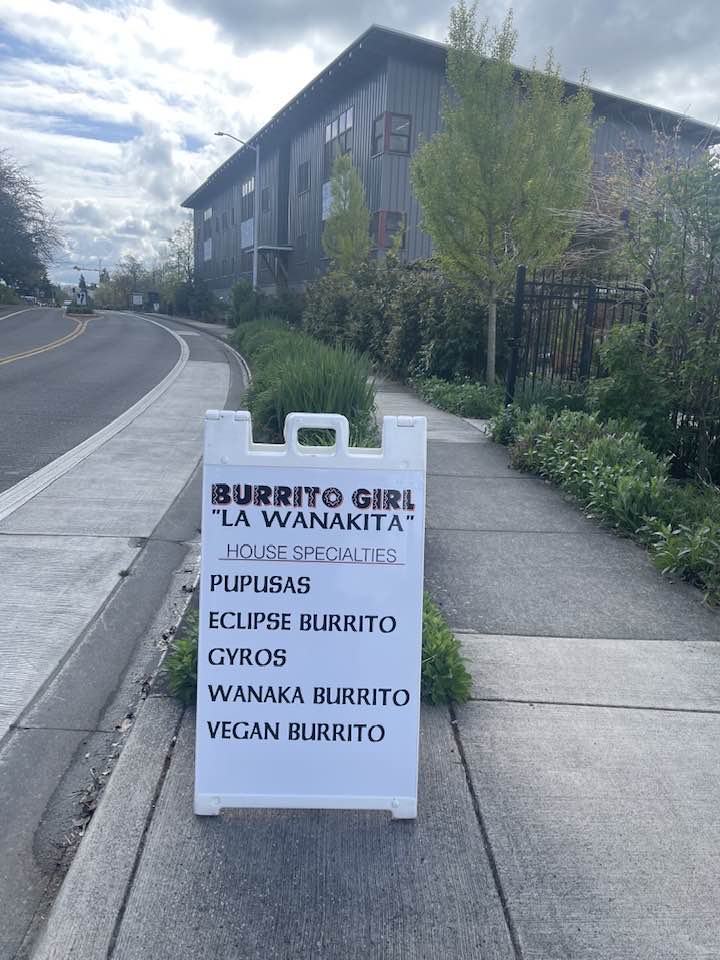 BURRITO GIRL
"LA WANAKITA"
HOUSE SPECIALTIES
PUPUSAS
ECLIPSE BURRITO
GYROS
WANAKA BURRITO
VEGAN BURRITO